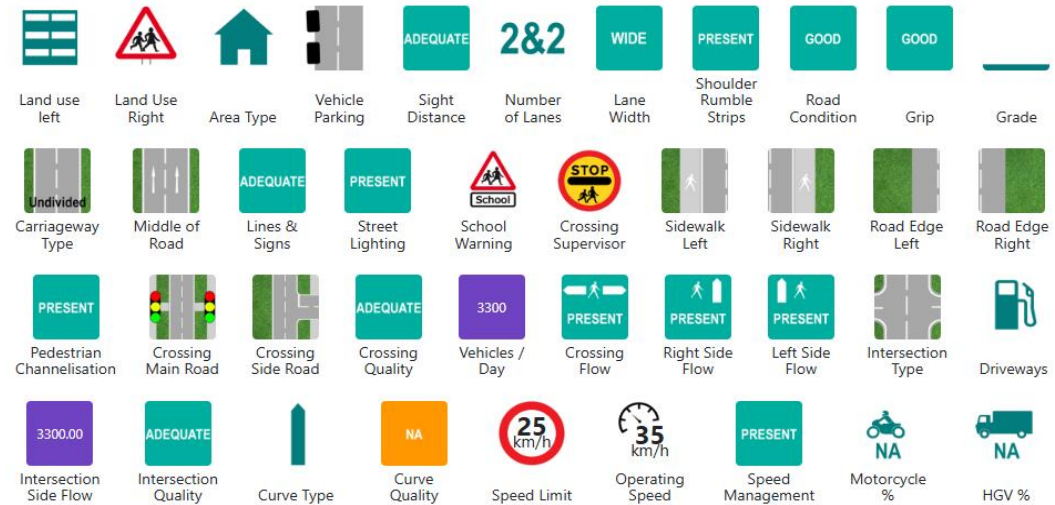 ADEQUATE
2&2
WIDE
PRESENT
GOOD
GOOD
Land use
left
Land Use
Right
Area Type
Vehicle
Parking
Sight
Distance
Number
of Lanes
Lane
Width
Shoulder
Rumble
Strips
Road
Condition
Grip
Grade
Undivided
ADEQUATE
PRESENT
School
STOP
Carriageway
Type
Middle of
Road
Lines &
Signs
Street
Lighting
School
Warning
Crossing
Supervisor
Sidewalk
Left
Sidewalk
Right
Road Edge
Left
Road Edge
Right
PRESENT
ADEQUATE
3300
PRESENT
PRESENT
PRESENT
Pedestrian
Channelisation
Crossing
Main Road
Crossing
Side Road
Crossing
Quality
Vehicles /
Day
Crossing
Flow
Right Side
Flow
Left Side
Flow
Intersection
Type
Driveways
3300.00
ADEQUATE
NA
25
km/h
35
km/h
PRESENT
NA
NA
Intersection
Side Flow
Intersection
Quality
Curve Type
Curve
Quality
Speed Limit
Operating
Speed
Speed
Management
Motorcycle
%
HGV %